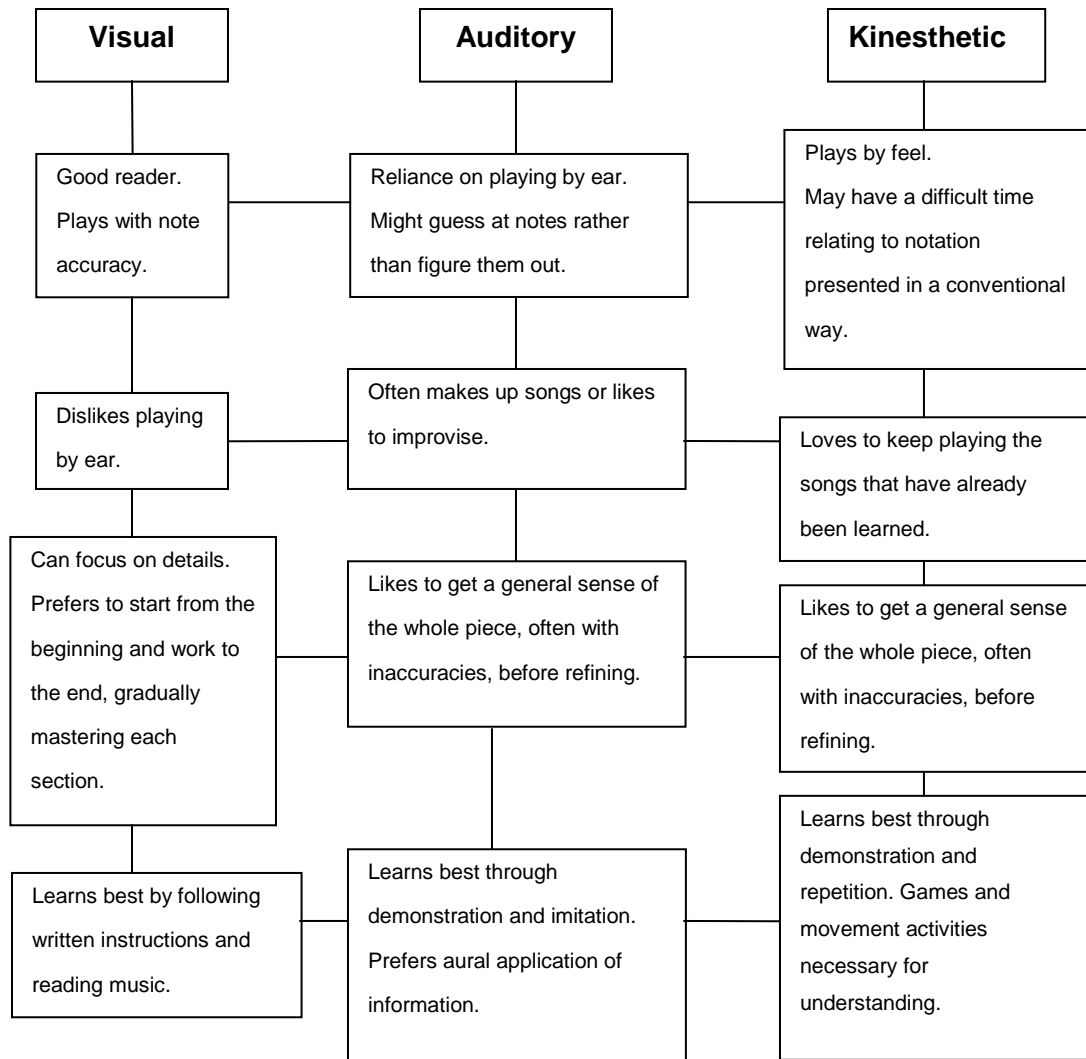 Visual
Auditory
Kinesthetic
Good reader.
Plays with note
accuracy.
Reliance on playing by ear.
Might guess at notes rather
than figure them out.
Plays by feel.
May have a difficult time
relating to notation
presented in a conventional
way.
Dislikes playing
by ear.
Often makes up songs or likes
to improvise.
Loves to keep playing the
songs that have already
been learned.
Can focus on details.
Prefers to start from the
beginning and work to
the end, gradually
mastering each
section.
Likes to get a general sense of
the whole piece, often with
inaccuracies, before refining.
Likes to get a general sense
of the whole piece, often
with inaccuracies, before
refining.
Learns best by following
written instructions and
reading music.
Learns best through
demonstration and imitation.
Prefers aural application of
information.
Learns best through
demonstration and
repetition. Games and
movement activities
necessary for
understanding.